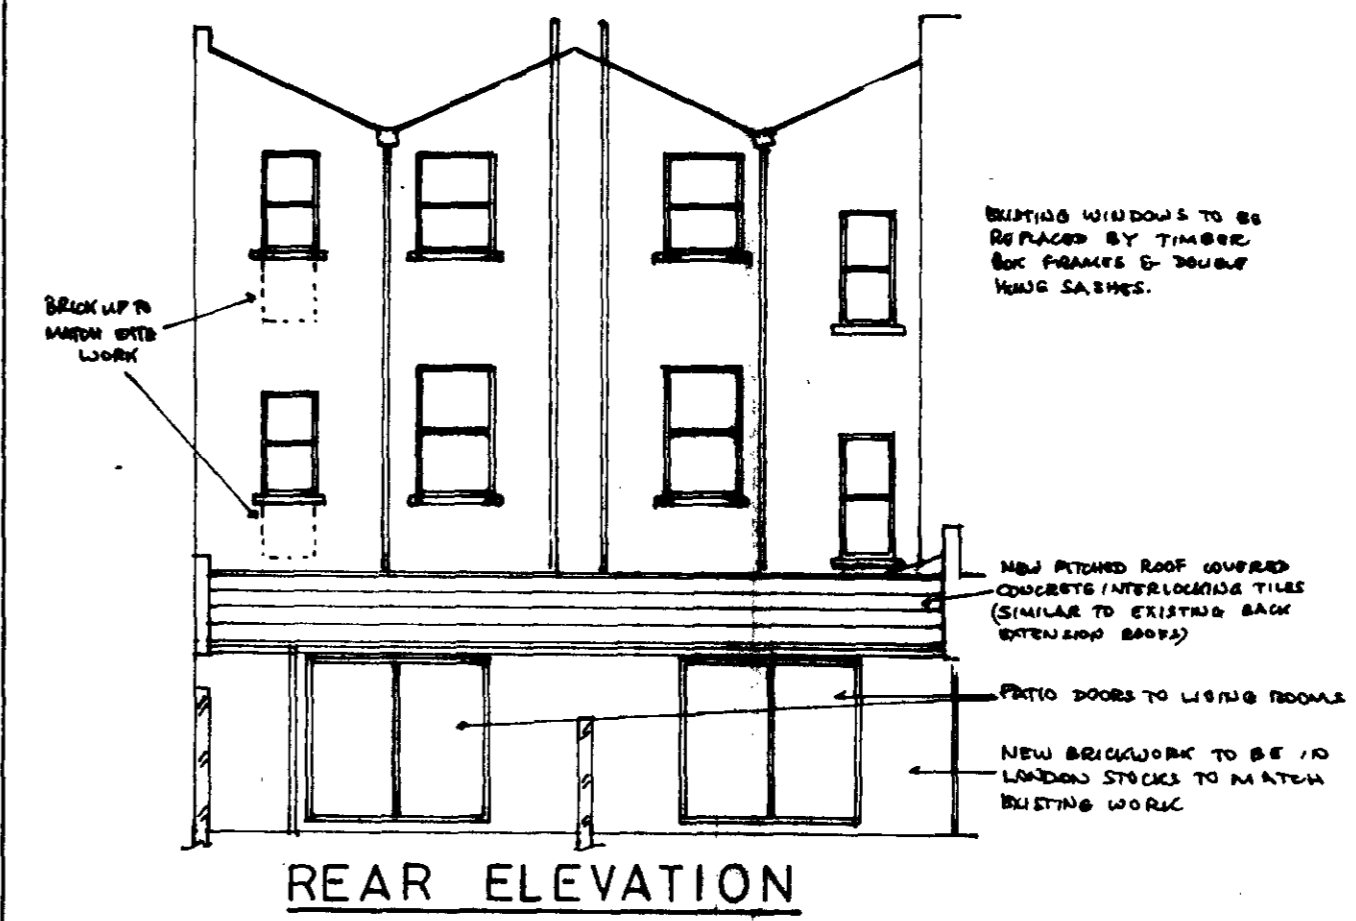 EXISTING WINDOWS TO BE
REPLACED BY TIMBER
BOX FRAMES & DOUBLE
HUNG SASHES.
BRICK UP TO
MATCH EXTG
WORK
NEW PITCHED ROOF COVERED
CONCRETE INTERLOCKING TILES
(SIMILAR TO EXISTING BACK
EXTENSION ROOFS)
PATIO DOORS TO LIVING ROOMS
NEW BRICKWORK TO BE IN
LONDON STOCKS TO MATCH
EXISTING WORK
REAR ELEVATION